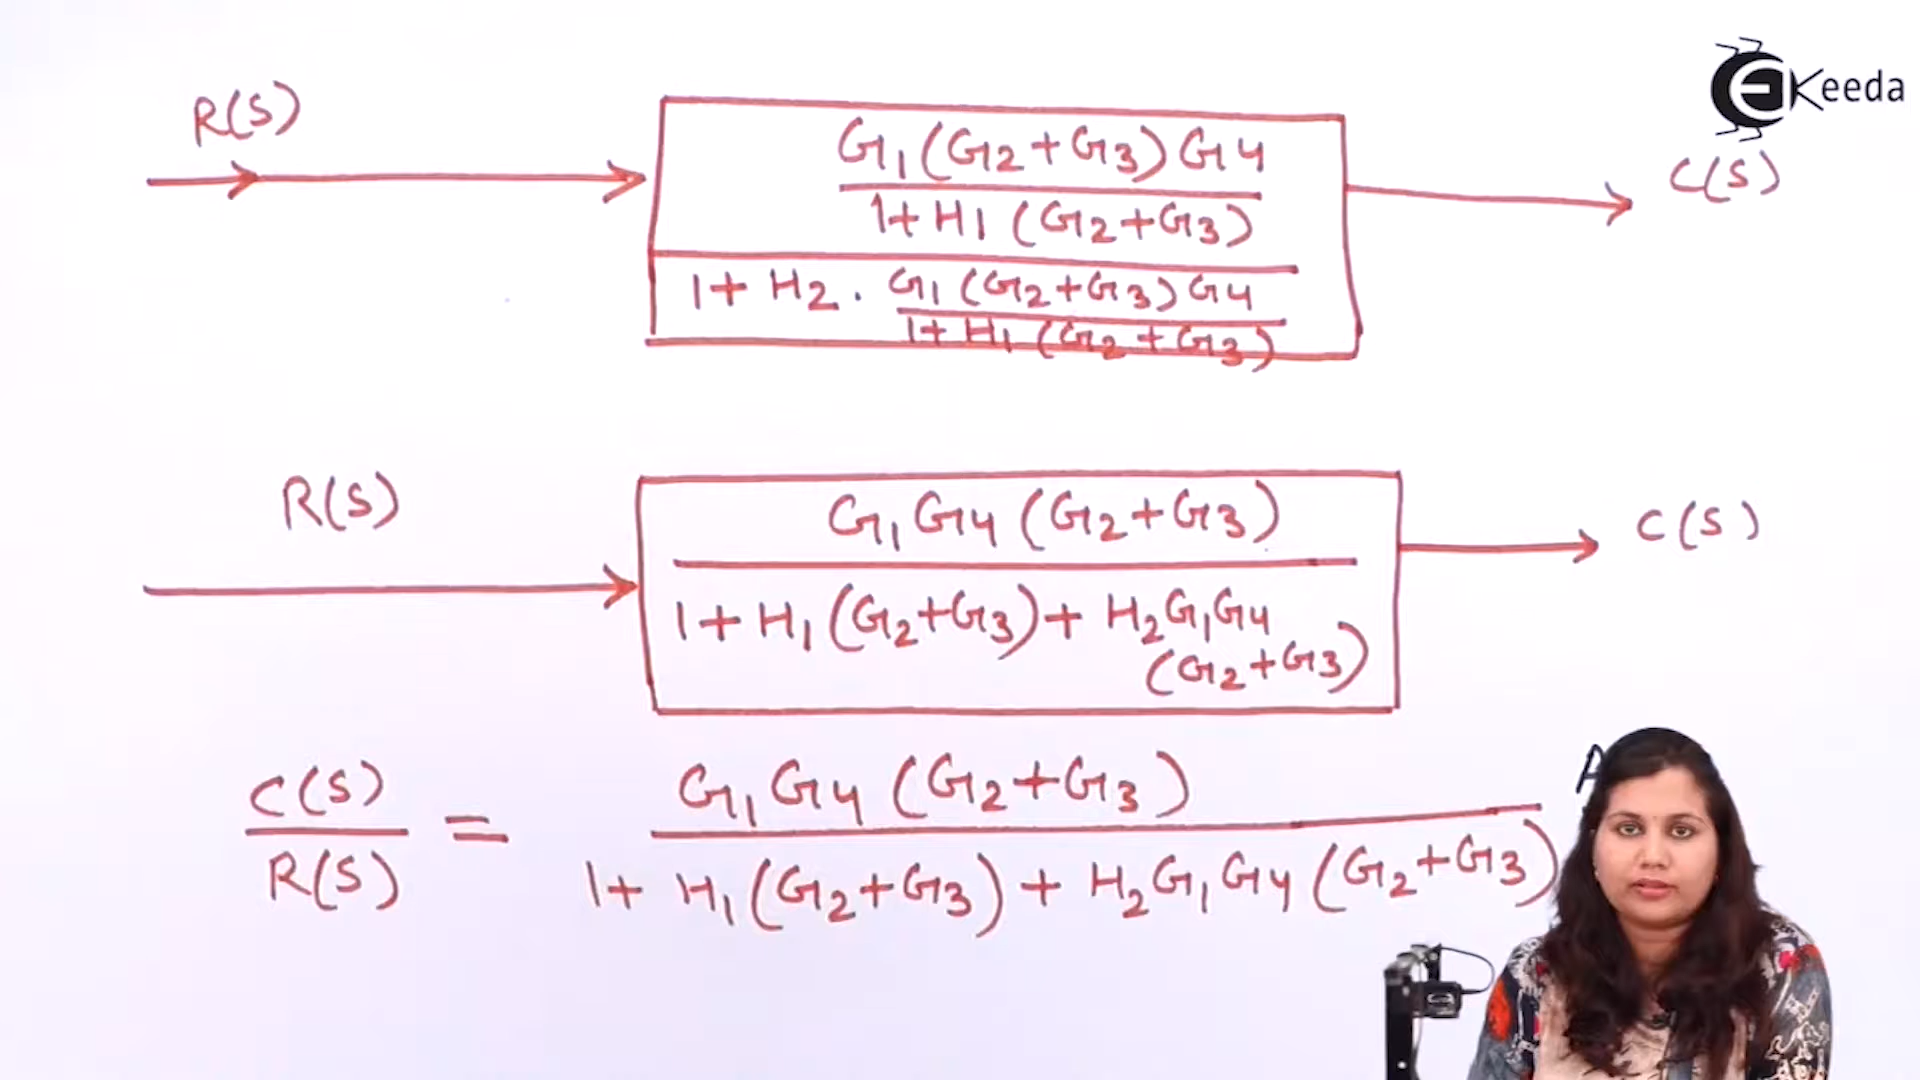 EKeeda
R(S)
G1(G2+G3)G4
1+H1(G2+G3)
C(S)
1+H2. G1(G2+G3)G4
1+H1(G2+G3)
R(S)
G1G4(G2+G3)
C(S)
1+H1(G2+G3)+H2G1G4
(G2+G3)
C(S) = G1G4(G2+G3)
R(S) 1+H1(G2+G3)+H2G1G4(G2+G3)